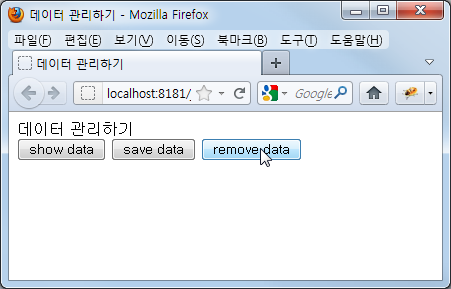 데이터 관리하기 - Mozilla Firefox
파일(F) 편집(E) 보기(V) 이동(S) 북마크(B) 도구(T) 도움말(H)
데이터 관리하기
localhost:8181/ Google
데이터 관리하기
show data save data remove data